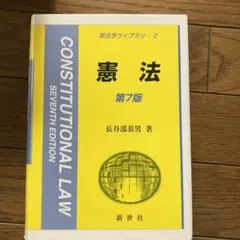 新法学ライブラリ-2
憲法
第7版
長谷部恭男 著
新世社
CONSTITUTIONAL LAW
SEVENTH EDITION